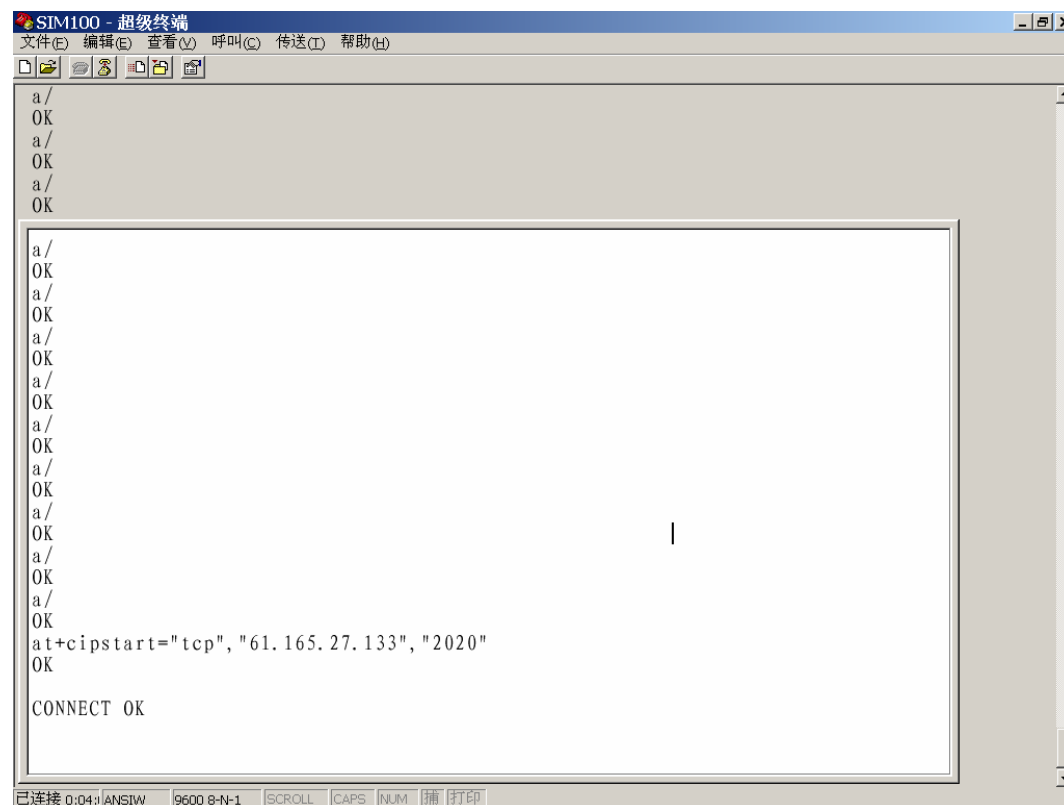 SIM100 - 超级终端
文件(F) 编辑(E) 查看(V) 呼叫(C) 传送(T) 帮助(H)
a/
OK
a/
OK
a/
OK
a/
OK
a/
OK
a/
OK
a/
OK
a/
OK
a/
OK
a/
OK
a/
OK
a/
OK
at+cipstart="tcp","61.165.27.133","2020"
OK
CONNECT OK
已连接 0:04: ANSIW 9600 8-N-1 SCROLL CAPS NUM 捕 打印